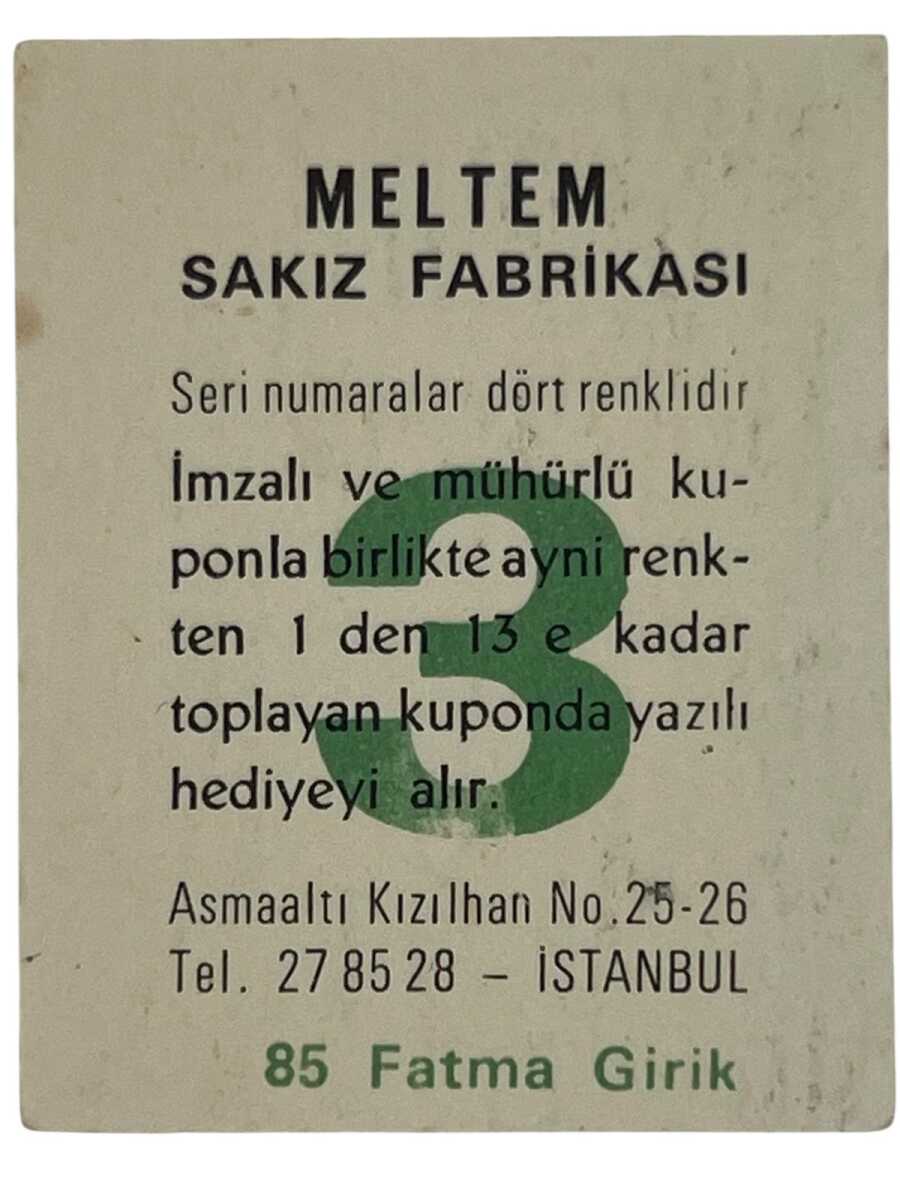 MELTEM
SAKIZ FABRİKASI
Seri numaralar dört renklidir
İmzalı ve mühürlü ku-
ponla birlikte ayni renk-
ten 1 den 13 e kadar
toplayan kuponda yazılı
hediyeyi alır.
3
Asmaaltı Kızılhan No.25-26
Tel. 27 85 28 – İSTANBUL
85 Fatma Girik